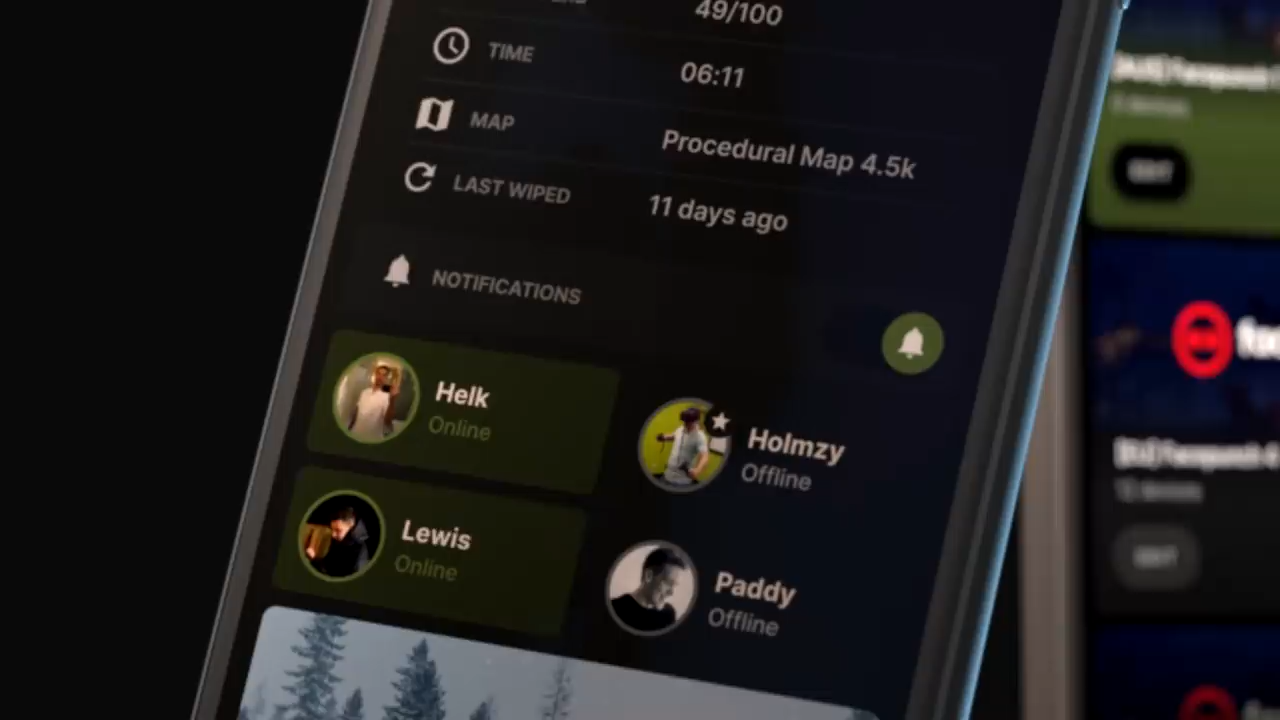 49/100
TIME
06:11
MAP
Procedural Map 4.5k
LAST WIPED
11 days ago
NOTIFICATIONS
Helk
Online
Holmzy
Offline
Lewis
Online
Paddy
Offline